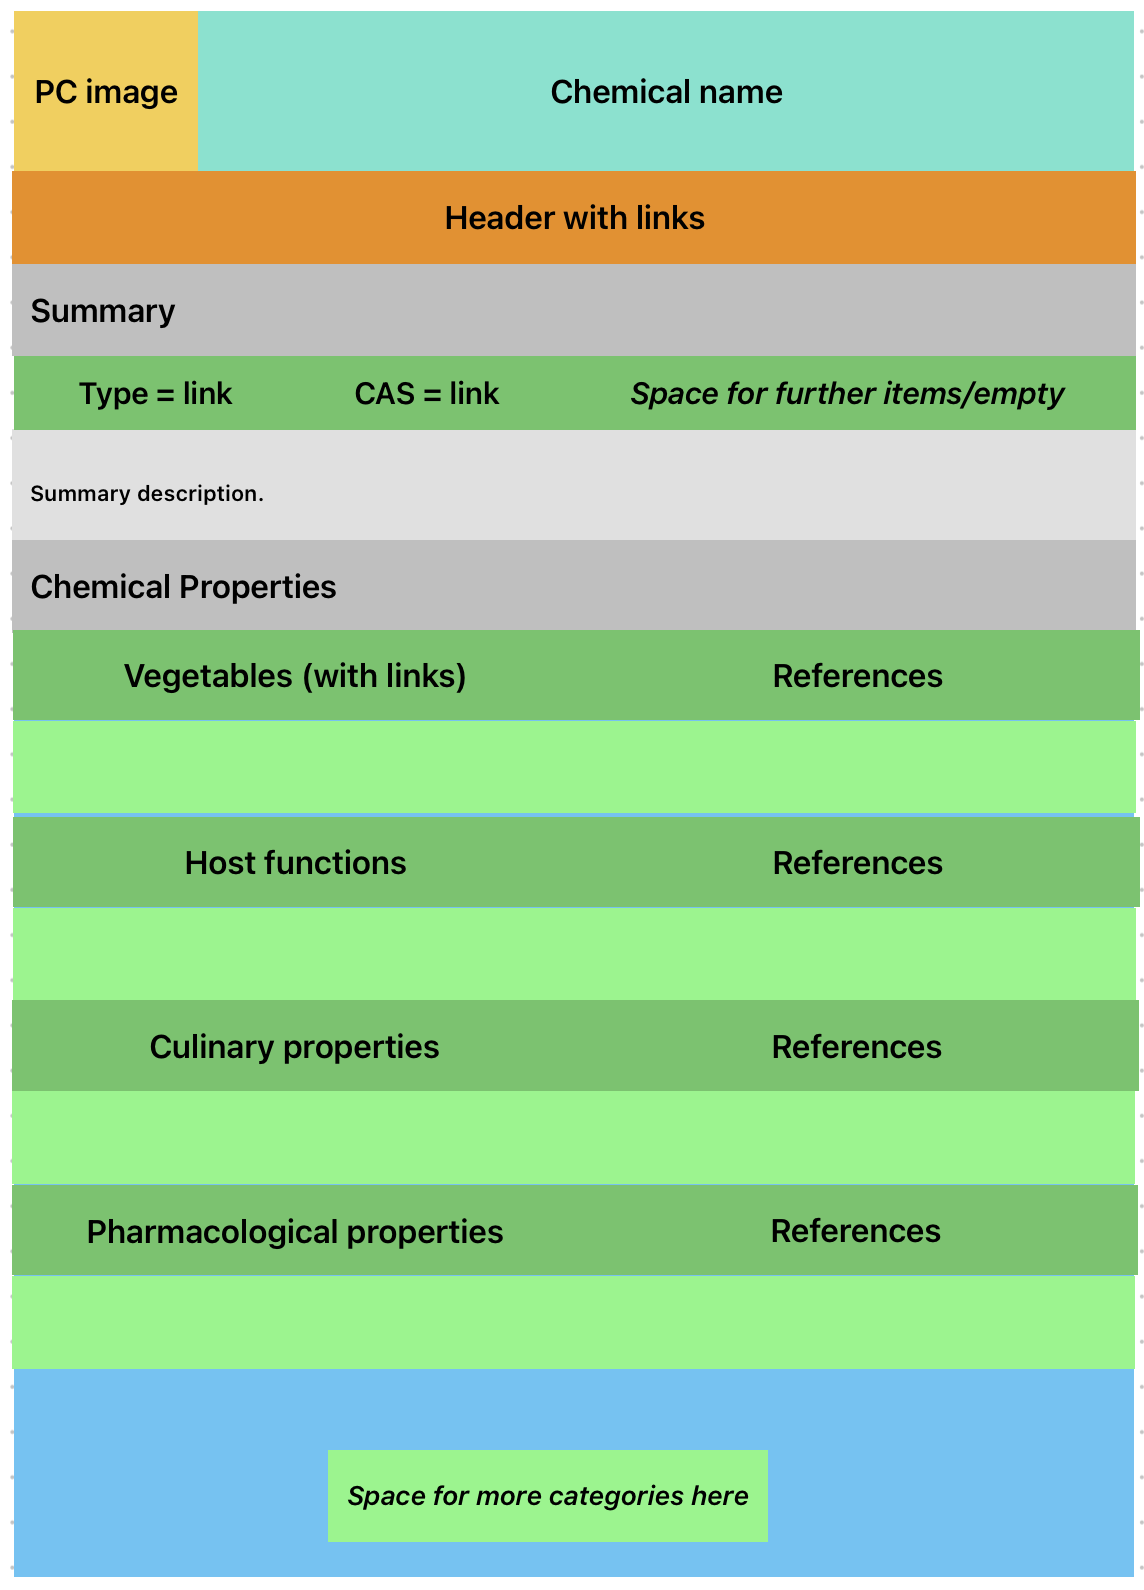 PC image
Chemical name
Header with links
Summary
Type = link
CAS = link
Space for further items/empty
Summary description.
Chemical Properties
Vegetables (with links)
References
Host functions
References
Culinary properties
References
Pharmacological properties
References
Space for more categories here